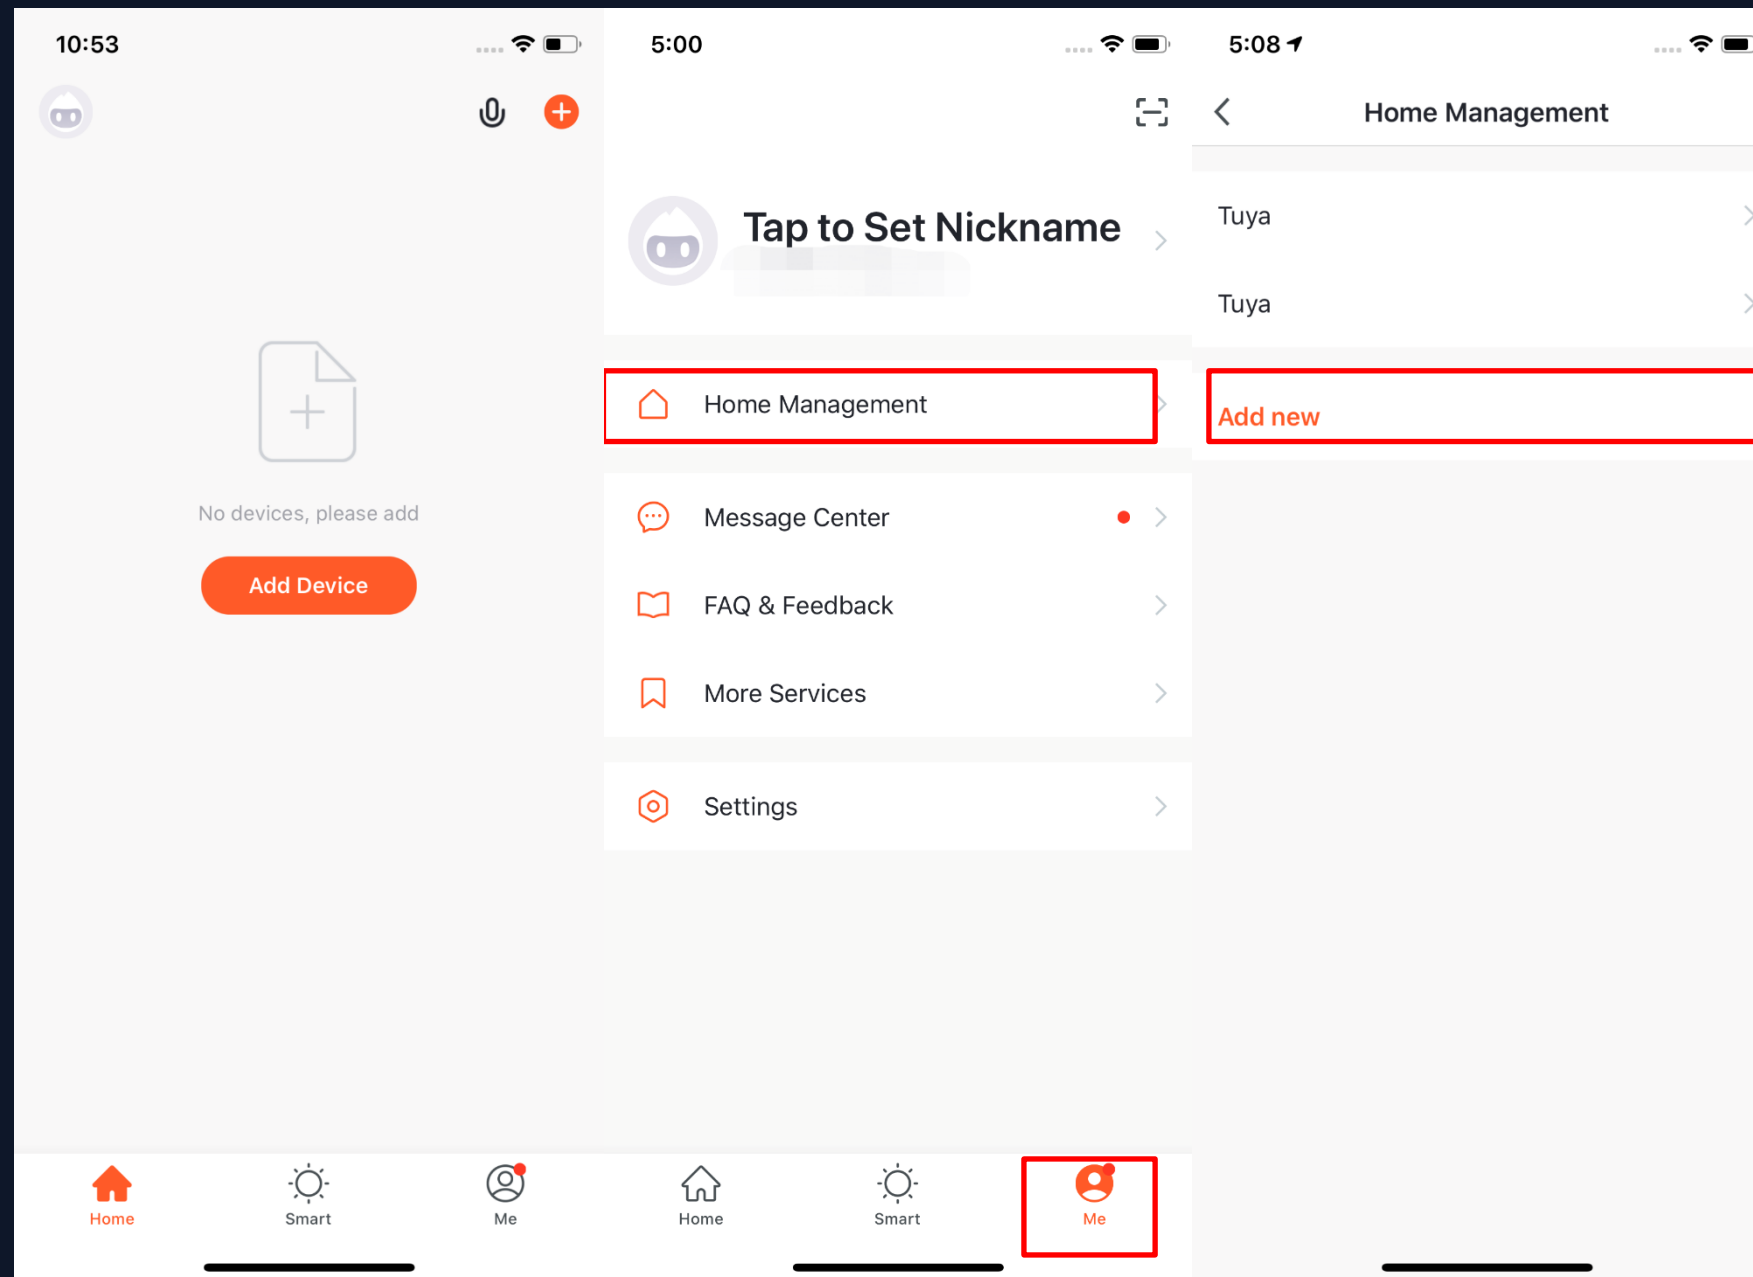 10:53
No devices, please add
Add Device
Home
Smart
Me
5:00
Tap to Set Nickname
Home Management
Message Center
FAQ & Feedback
More Services
Settings
Home
Smart
Me
5:08
Home Management
Tuya
Tuya
Add new